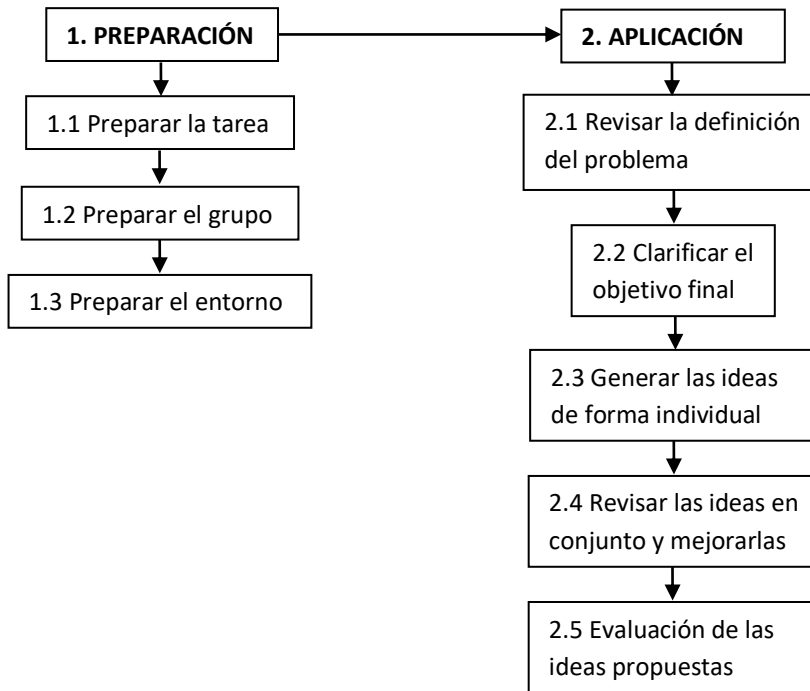 1. PREPARACIÓN
1.1 Preparar la tarea
1.2 Preparar el grupo
1.3 Preparar el entorno
2. APLICACIÓN
2.1 Revisar la definición
del problema
2.2 Clarificar el
objetivo final
2.3 Generar las ideas
de forma individual
2.4 Revisar las ideas en
conjunto y mejorarlas
2.5 Evaluación de las
ideas propuestas